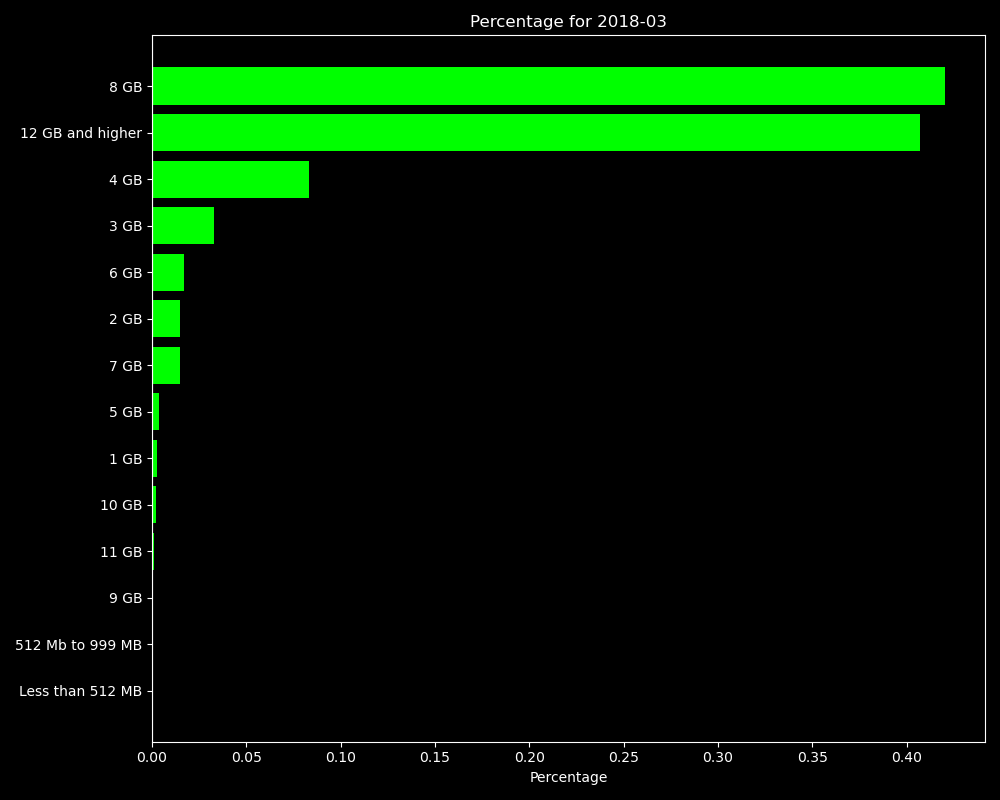 Percentage for 2018-03
8 GB
12 GB and higher
4 GB
3 GB
6 GB
2 GB
7 GB
5 GB
1 GB
10 GB
11 GB
9 GB
512 Mb to 999 MB
Less than 512 MB
0.00 0.05 0.10 0.15 0.20 0.25 0.30 0.35 0.40
Percentage